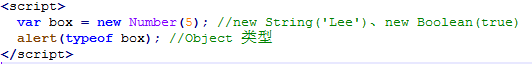 <script>
var box = new Number(5); //new String('Lee')、new Boolean(true)
alert(typeof box); //Object 类型
</script>